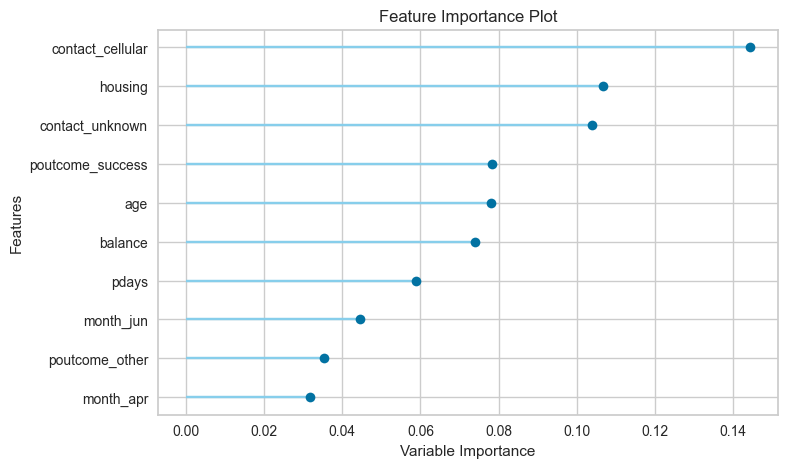 Feature Importance Plot
contact_cellular
housing
contact_unknown
poutcome_success
age
balance
pdays
month_jun
poutcome_other
month_apr
Features
0.00 0.02 0.04 0.06 0.08 0.10 0.12 0.14
Variable Importance